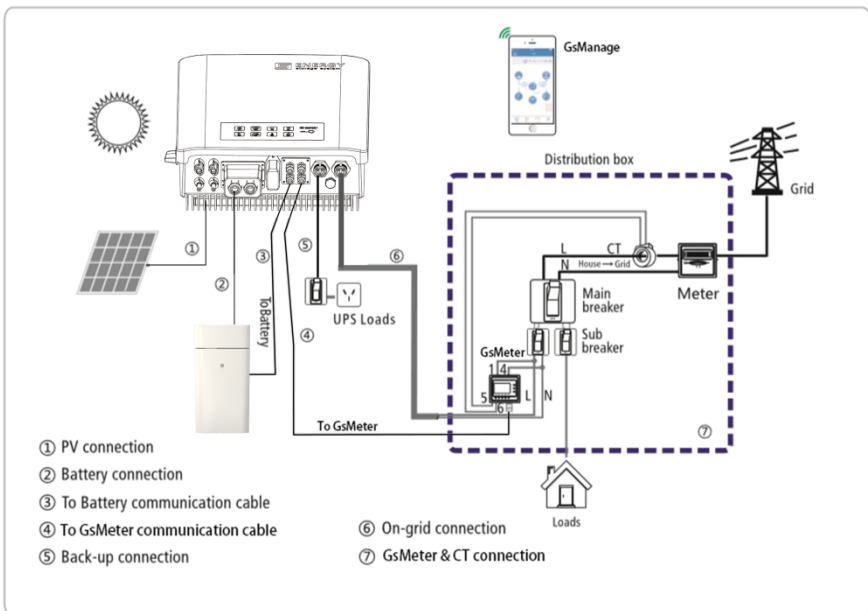 ENERGY
GsManage
Distribution box
Grid
L
CT
N
House → Grid
Meter
Main
breaker
Sub
breaker
①
②
③
④
⑤
⑥
To Battery
UPS Loads
GsMeter
1 4
5
6
L N
To GsMeter
⑦
Loads
① PV connection
② Battery connection
③ To Battery communication cable
④ To GsMeter communication cable
⑤ Back-up connection
⑥ On-grid connection
⑦ GsMeter & CT connection